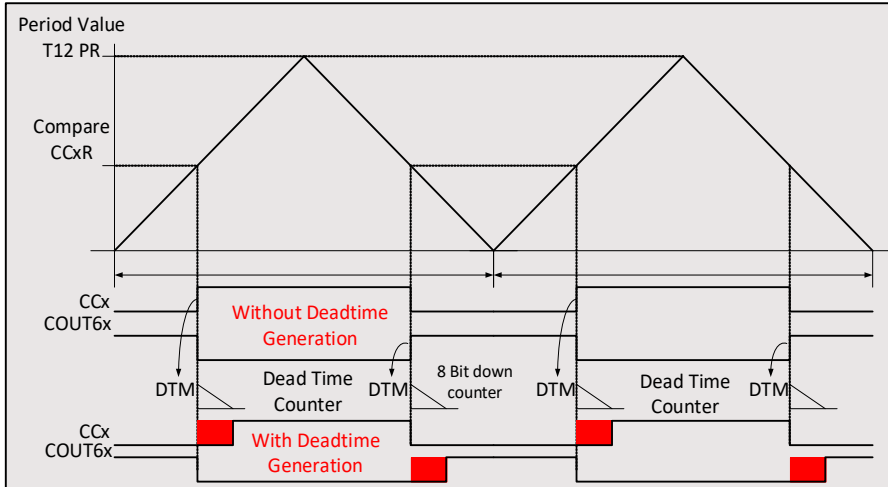 Period Value
T12 PR
Compare
CCxR
CCx
COUT6x
Without Deadtime
Generation
DTM
Dead Time
Counter
DTM
8 Bit down
counter
DTM
Dead Time
Counter
DTM
CCx
COUT6x
With Deadtime
Generation